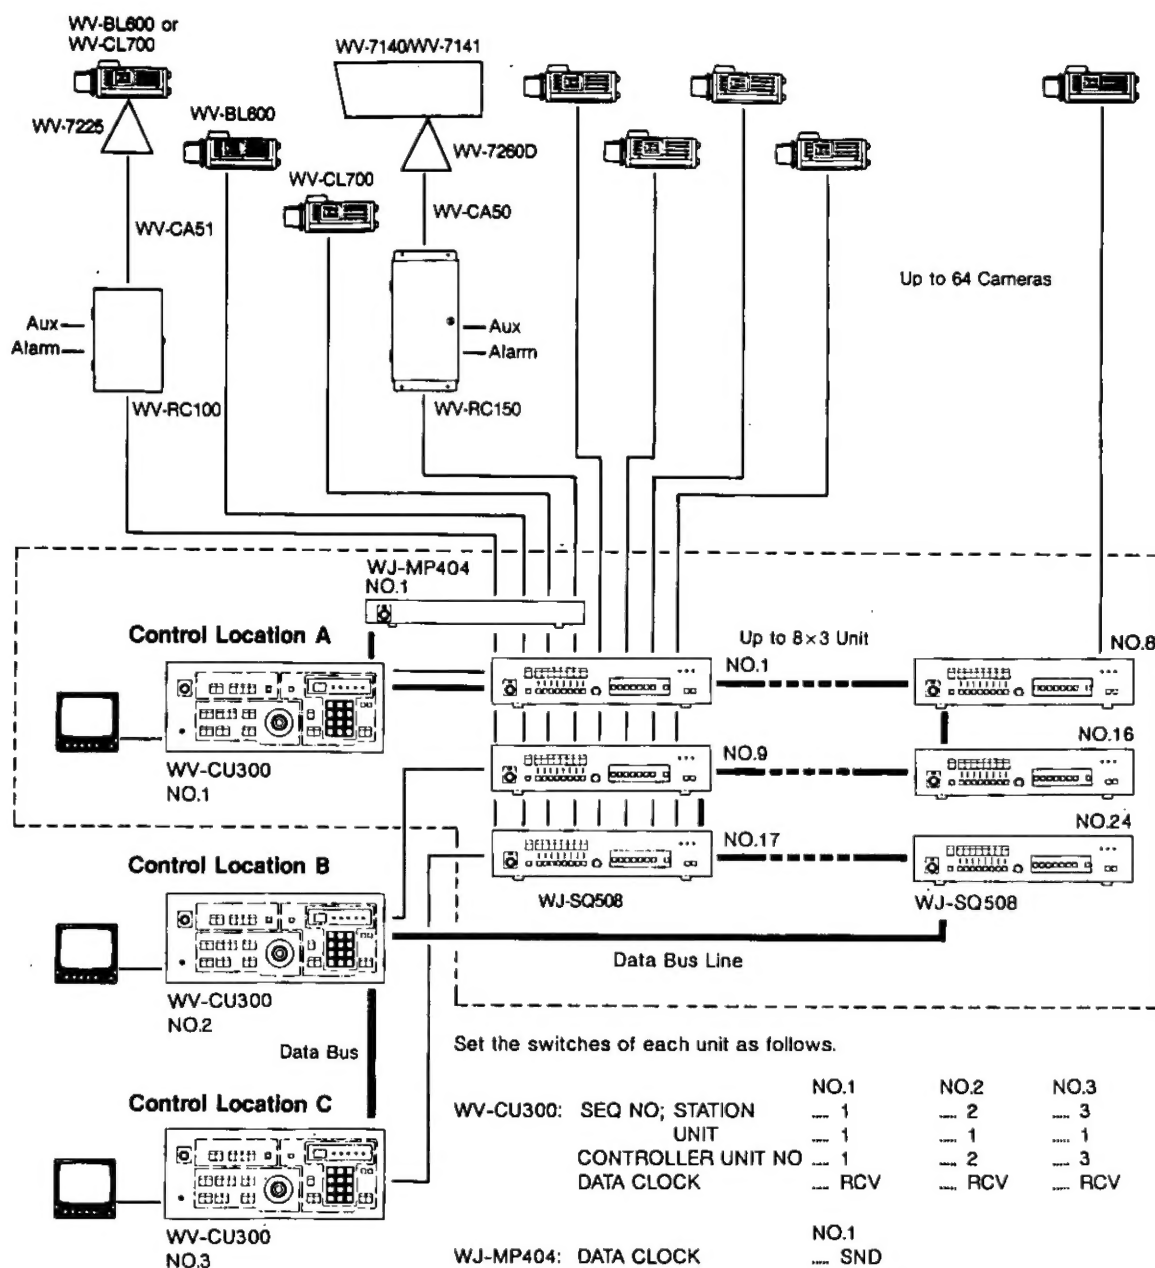 WV-BL600 or
WV-CL700
WV-7140/WV-7141
WV-7225
WV-BL600
WV-7260D
WV-CL700
WV-CA51
WV-CA50
Up to 64 Cameras
Aux
Alarm
Aux
Alarm
WV-RC100
WV-RC150
WJ-MP404
NO.1
Control Location A
Up to 8×3 Unit
NO.1
NO.8
WV-CU300
NO.1
NO.9
NO.16
Control Location B
NO.17
NO.24
WJ-SQ508
WJ-SQ508
Data Bus Line
WV-CU300
NO.2
Data Bus
Set the switches of each unit as follows.
Control Location C
NO.1 NO.2 NO.3
WV-CU300: SEQ NO; STATION .... 1 .... 2 .... 3
UNIT .... 1 .... 1 .... 1
CONTROLLER UNIT NO .... 1 .... 2 .... 3
DATA CLOCK .... RCV .... RCV .... RCV
WV-CU300
NO.3
NO.1
WJ-MP404: DATA CLOCK .... SND